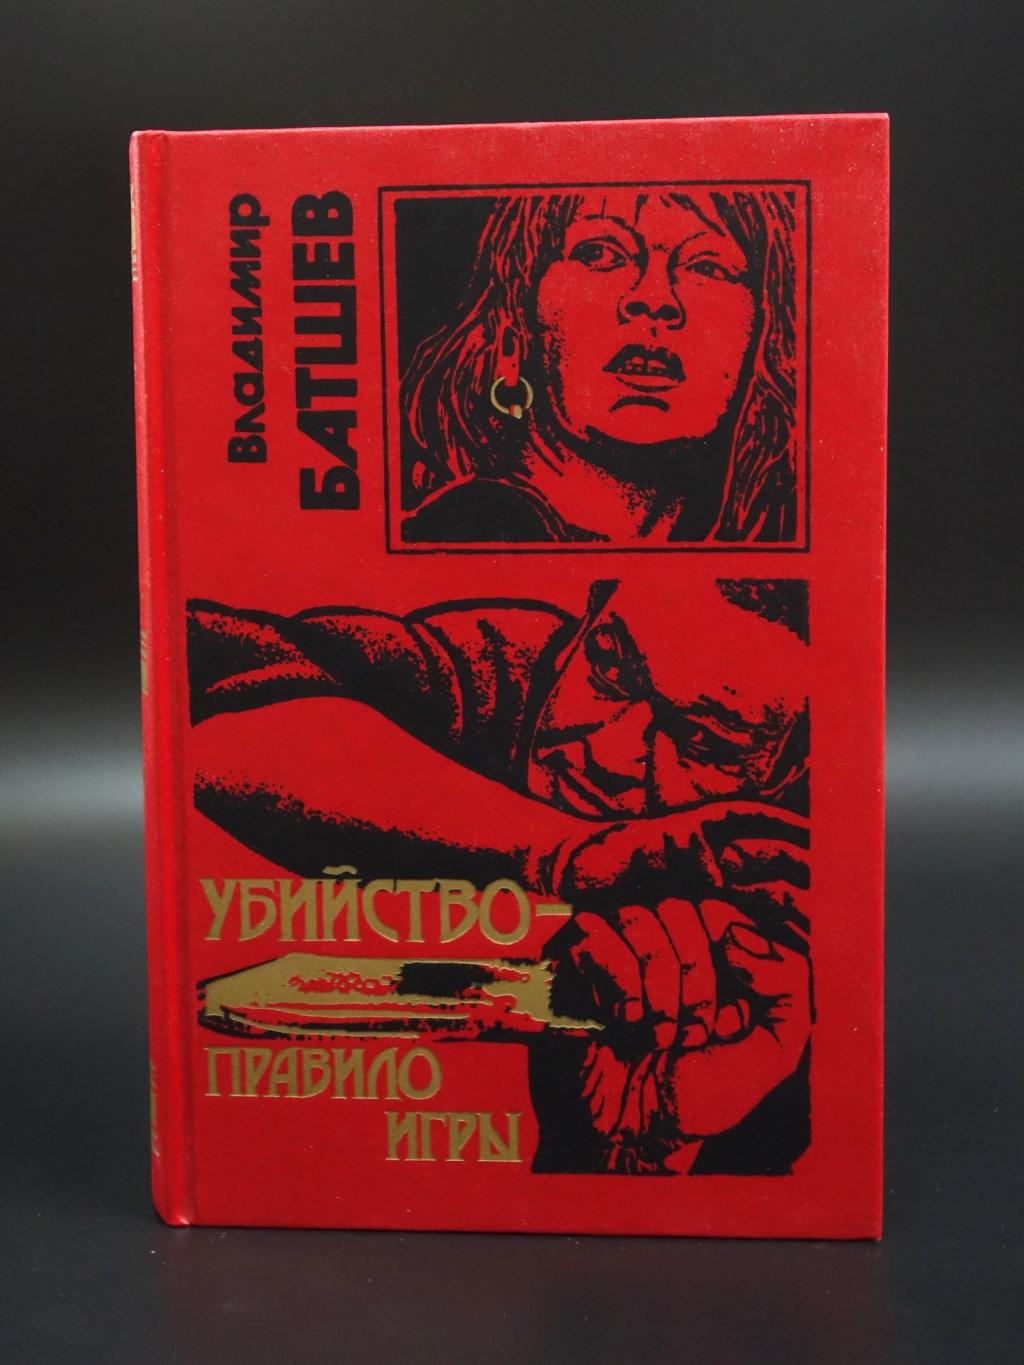 Владимир
БАТШЕВ
УБИЙСТВО-
ПРАВИЛО
ИГРЫ